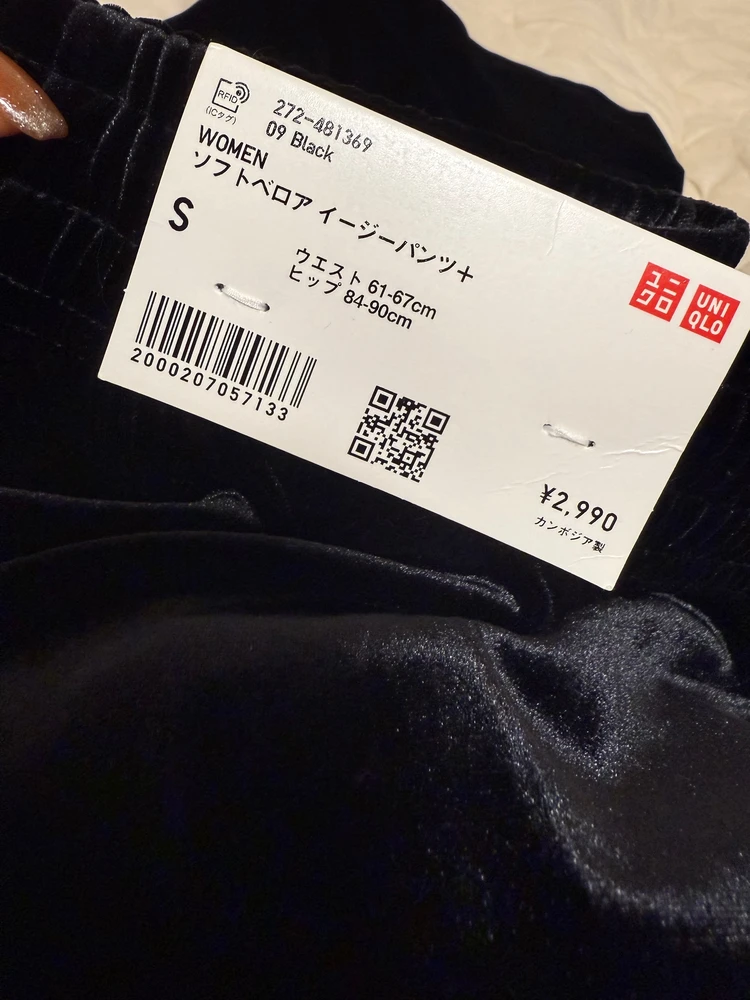 RFID
(ICタグ)
272-481369
09 Black
WOMEN
ソフトベロア イージーパンツ+
S
ウエスト 61-67cm
ヒップ 84-90cm
ユニ
クロ
UNI
QLO
2000207057133
¥2,990
カンボジア製